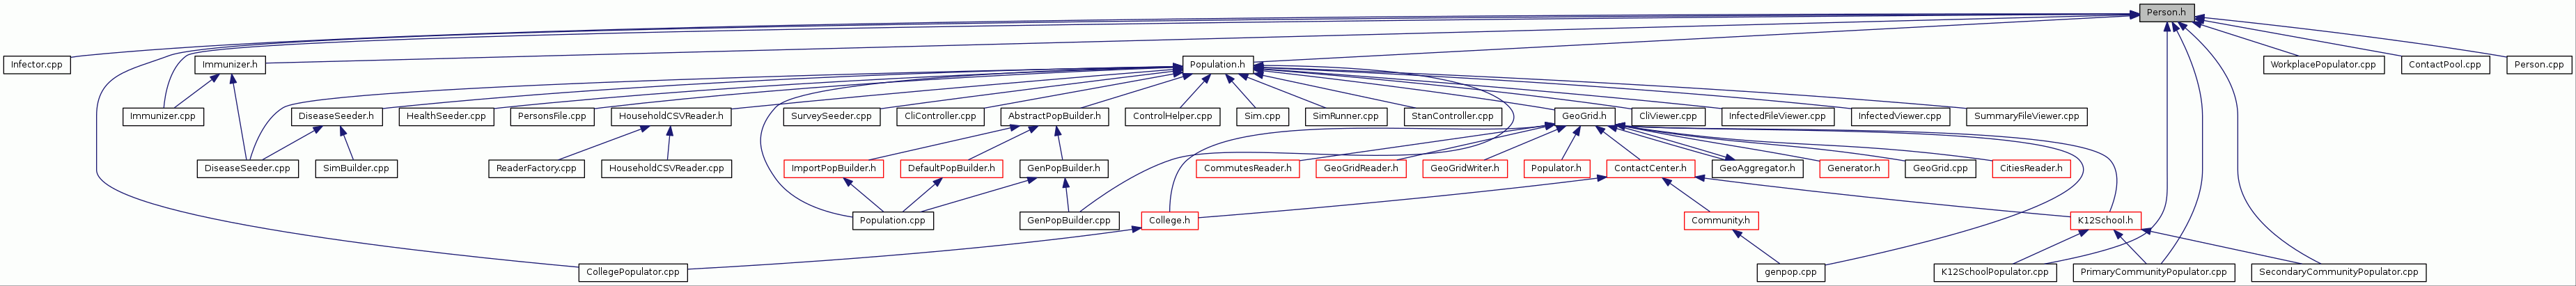 Person.h
Infector.cpp
Immunizer.h
Population.h
WorkplacePopulator.cpp
ContactPool.cpp
Person.cpp
Immunizer.cpp
DiseaseSeeder.h
HealthSeeder.cpp
PersonsFile.cpp
HouseholdCSVReader.h
SurveySeeder.cpp
CliController.cpp
AbstractPopBuilder.h
ControlHelper.cpp
Sim.cpp
SimRunner.cpp
StanController.cpp
GeoGrid.h
CliViewer.cpp
InfectedFileViewer.cpp
InfectedViewer.cpp
SummaryFileViewer.cpp
DiseaseSeeder.cpp
SimBuilder.cpp
ReaderFactory.cpp
HouseholdCSVReader.cpp
ImportPopBuilder.h
DefaultPopBuilder.h
GenPopBuilder.h
CommutesReader.h
GeoGridReader.h
GeoGridWriter.h
Populator.h
ContactCenter.h
GeoAggregator.h
Generator.h
GeoGrid.cpp
CitiesReader.h
Population.cpp
GenPopBuilder.cpp
College.h
Community.h
K12School.h
CollegePopulator.cpp
genpop.cpp
K12SchoolPopulator.cpp
PrimaryCommunityPopulator.cpp
SecondaryCommunityPopulator.cpp